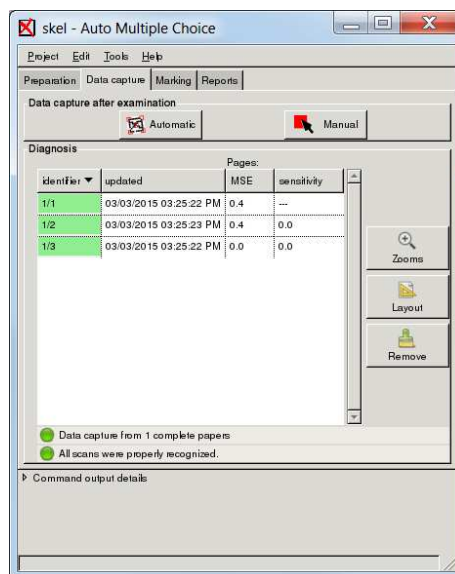 skel - Auto Multiple Choice
Project Edit Tools Help
Preparation Data capture Marking Reports
Data capture after examination
Automatic Manual
Diagnosis
Pages:
identifier updated MSE sensitivity
1/1 03/03/2015 03:25:22 PM 0.4 ---
1/2 03/03/2015 03:25:23 PM 0.4 0.0
1/3 03/03/2015 03:25:22 PM 0.0 0.0
Zooms
Layout
Remove
Data capture from 1 complete papers
All scans were properly recognized.
Command output details